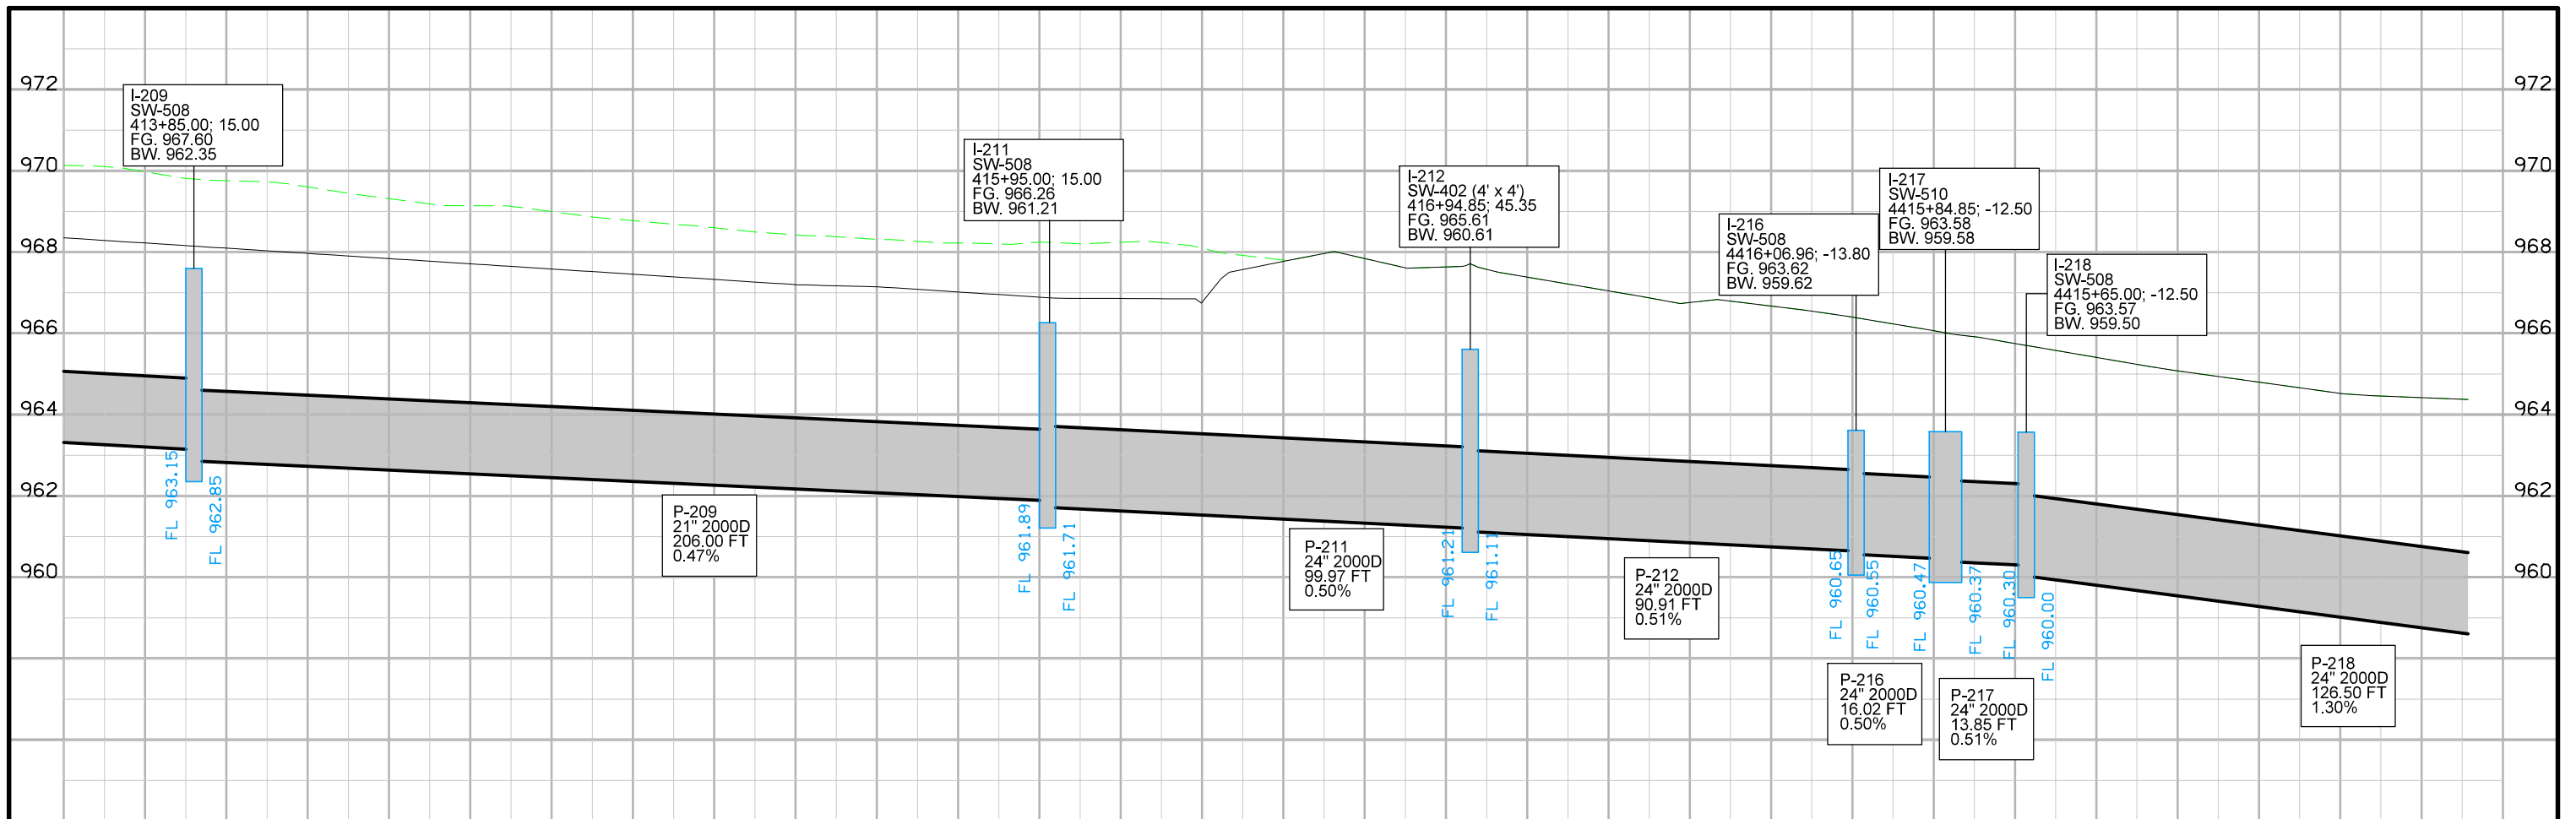 972
972
970
970
968
968
966
966
964
964
962
962
960
960
I-209
SW-508
413+85.00; 15.00
FG. 967.60
BW. 962.35
I-211
SW-508
415+95.00; 15.00
FG. 966.26
BW. 961.21
I-212
SW-402 (4' x 4')
416+94.85; 45.35
FG. 965.61
BW. 960.61
I-216
SW-508
4416+06.96; -13.80
FG. 963.62
BW. 959.62
I-217
SW-510
4415+84.85; -12.50
FG. 963.58
BW. 959.58
I-218
SW-508
4415+65.00; -12.50
FG. 963.57
BW. 959.50
FL 963.15
FL 962.85
FL 961.89
FL 961.71
FL 961.21
FL 961.11
FL 960.65
FL 960.55
FL 960.47
FL 960.37
FL 960.30
FL 960.00
P-209
21" 2000D
206.00 FT
0.47%
P-211
24" 2000D
99.97 FT
0.50%
P-212
24" 2000D
90.91 FT
0.51%
P-216
24" 2000D
16.02 FT
0.50%
P-217
24" 2000D
13.85 FT
0.51%
P-218
24" 2000D
126.50 FT
1.30%